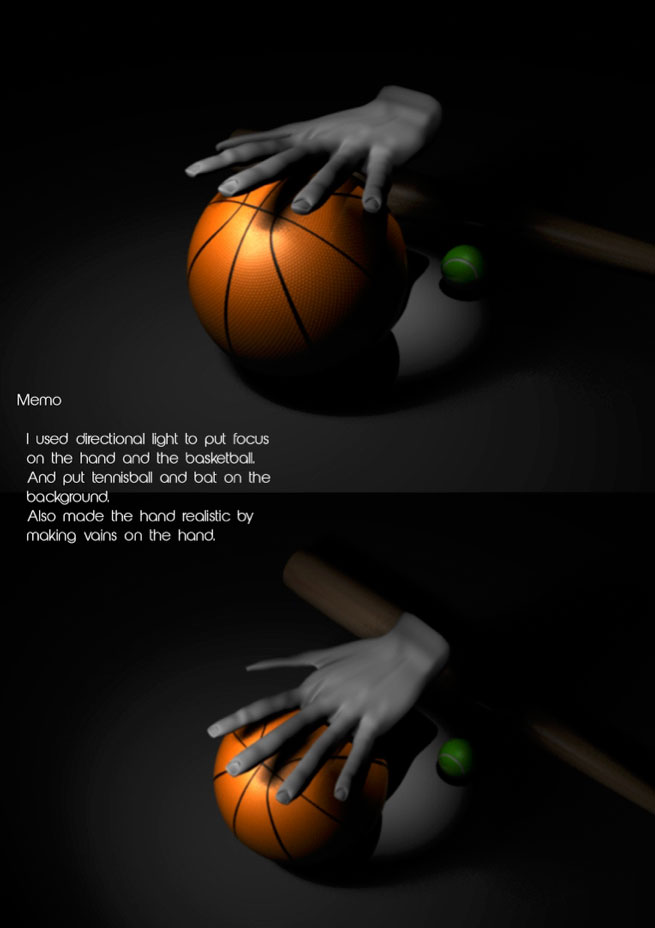 Memo
I used directional light to put focus
on the hand and the basketball.
And put tennisball and bat on the
background.
Also made the hand realistic by
making vains on the hand.